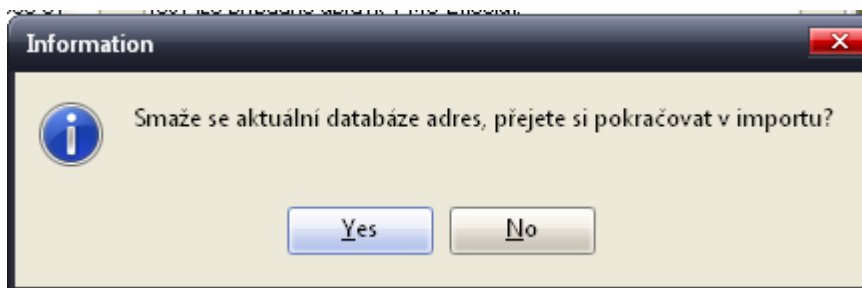 Information
Smaže se aktuální databáze adres, přejete si pokračovat v importu?
Yes
No